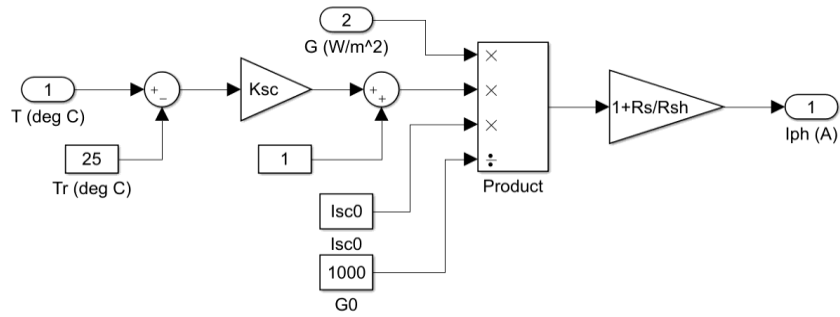 2
G (W/m^2)
×
1
T (deg C)
+
−
Ksc
+
+
×
1+Rs/Rsh
1
Iph (A)
25
Tr (deg C)
1
×
÷
Product
Isc0
Isc0
1000
G0